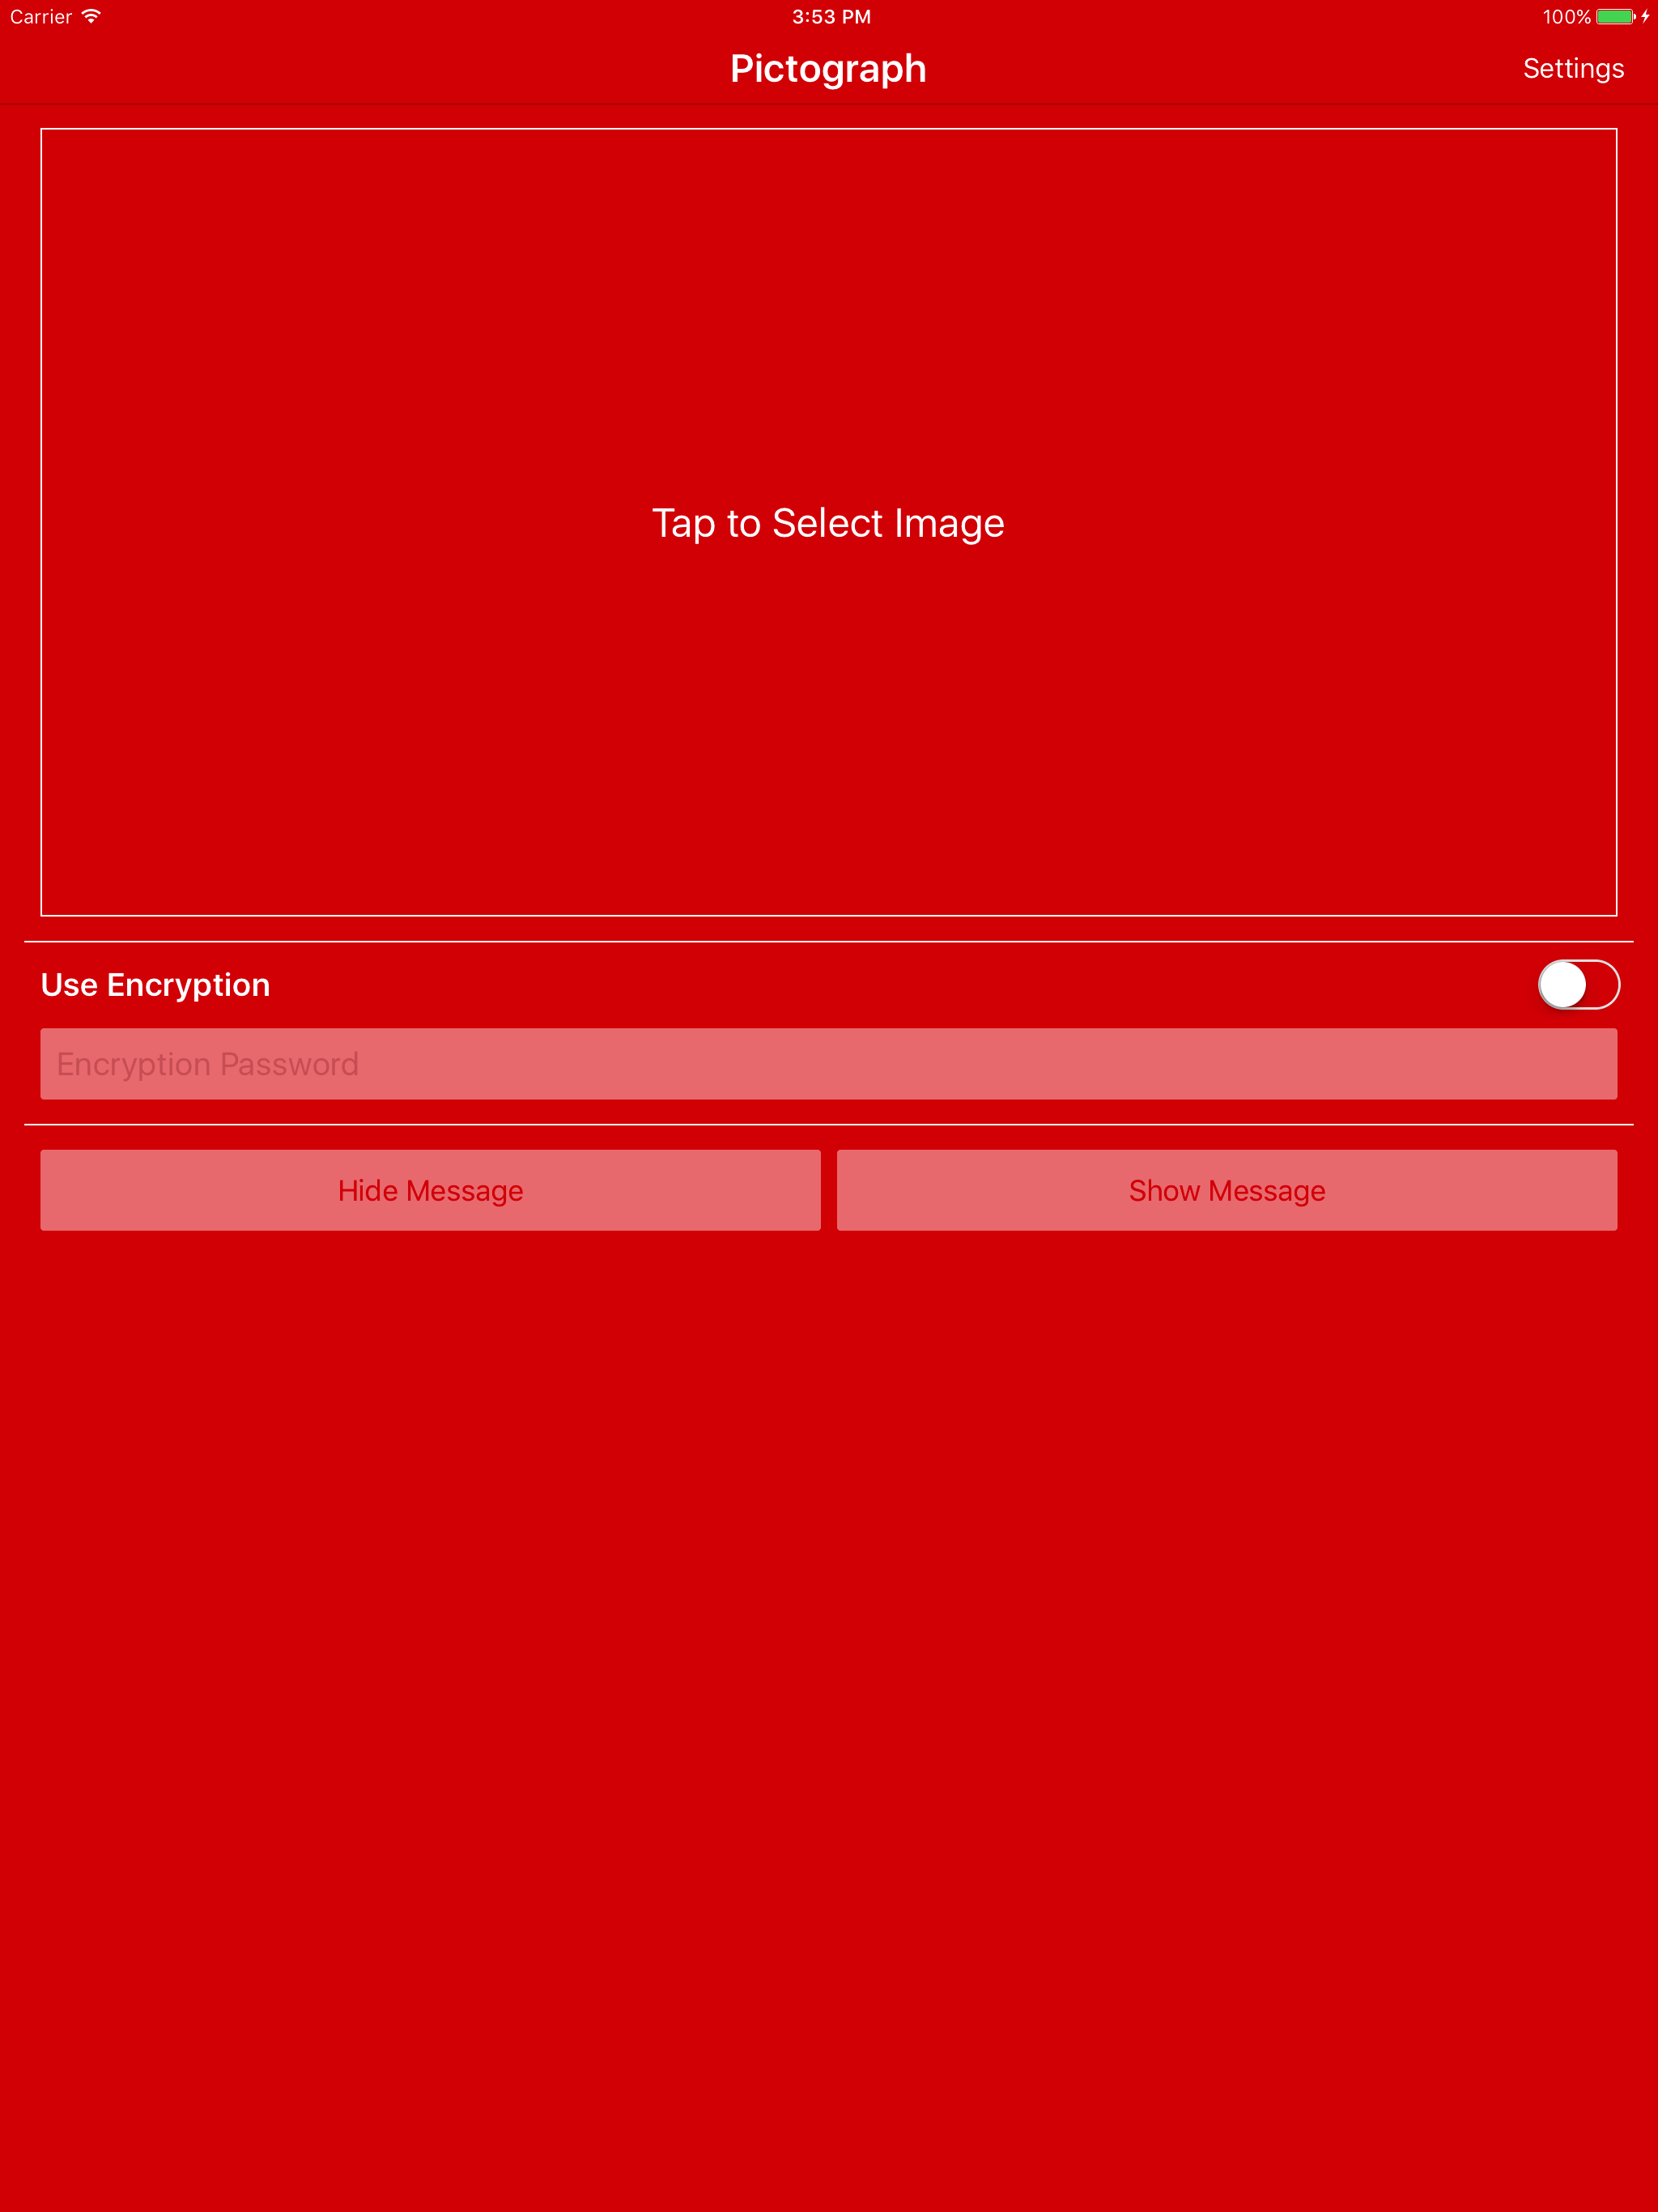 Carrier 3:53 PM 100%
Pictograph Settings
Tap to Select Image
Use Encryption
Encryption Password
Hide Message Show Message